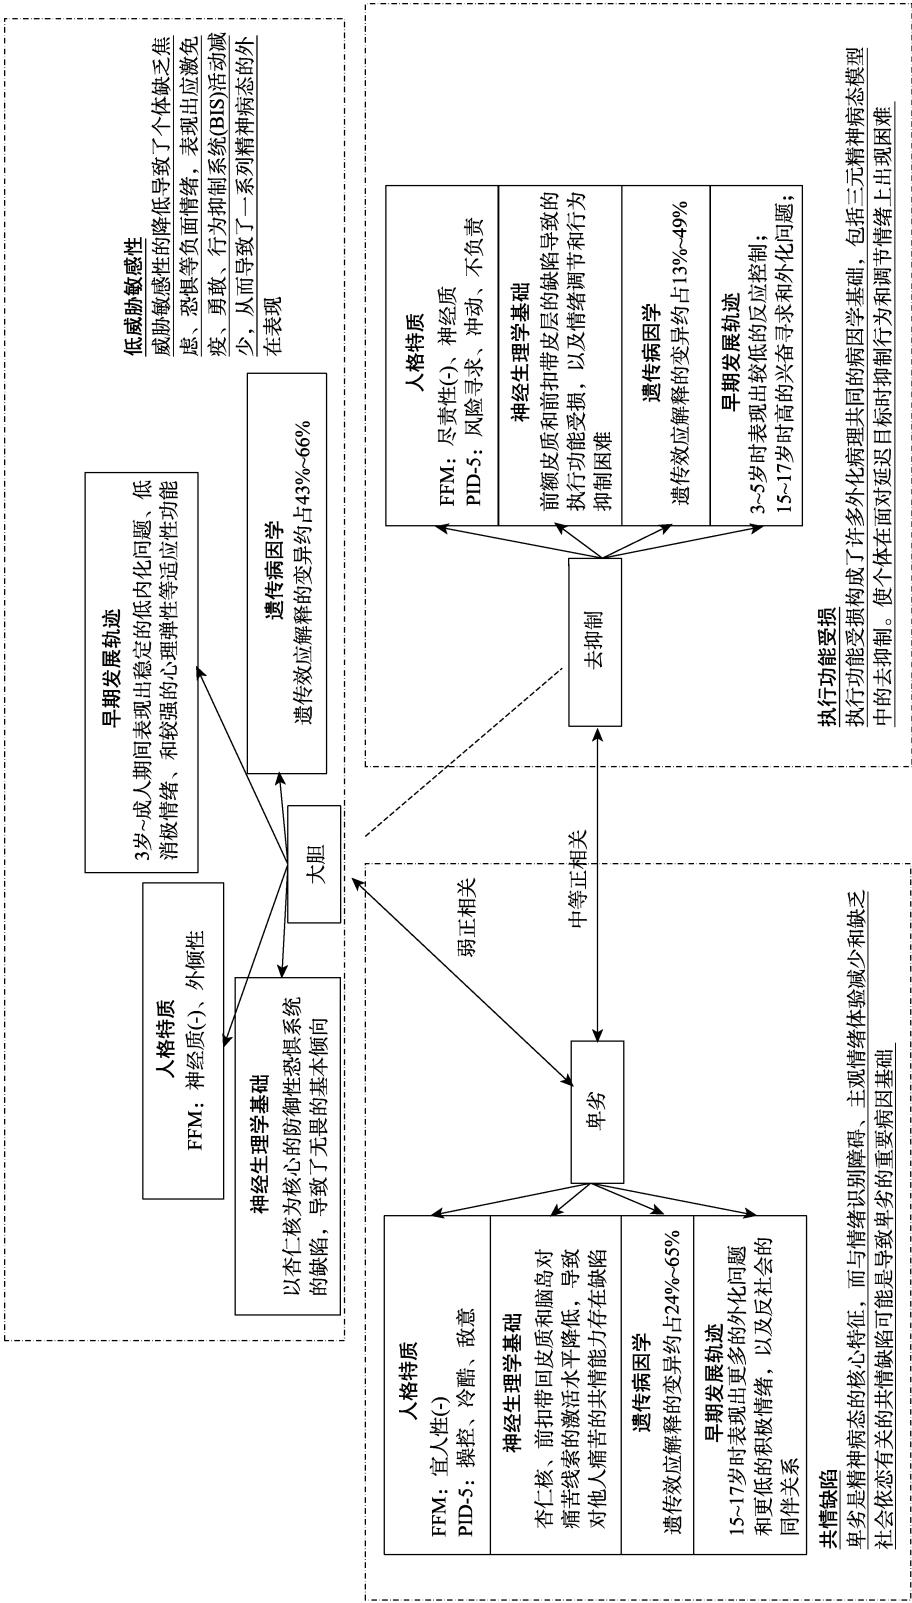 人格特质
FFM：神经质(-)、外倾性
早期发展轨迹
3岁~成人期间表现出稳定的低内化问题、低
消极情绪、和较强的心理弹性等适应性功能
神经生理学基础
以杏仁核为核心的防御性恐惧系统
的缺陷，导致了无畏的基本倾向
大胆
遗传病因学
遗传效应解释的变异约占43%~66%
低威胁敏感性
威胁敏感性的降低导致了个体缺乏焦
虑、恐惧等负面情绪，表现出应激免
疫、勇敢、行为抑制系统(BIS)活动减
少，从而导致了一系列精神病态的外
在表现
弱正相关
中等正相关
人格特质
FFM：宜人性(-)
PID-5：操控、冷酷、敌意
神经生理学基础
杏仁核、前扣带回皮质和脑岛对
痛苦线索的激活水平降低，导致
对他人痛苦的共情能力存在缺陷
遗传病因学
遗传效应解释的变异约占24%~65%
早期发展轨迹
15~17岁时表现出更多的外化问题
和更低的积极情绪，以及反社会的
同伴关系
卑劣
共情缺陷
卑劣是精神病态的核心特征，而与情绪识别障碍、主观情绪体验减少和缺乏
社会依恋有关的共情缺陷可能是导致卑劣的重要病因基础
去抑制
人格特质
FFM：尽责性(-)、神经质
PID-5：风险寻求、冲动、不负责
神经生理学基础
前额皮质和前扣带皮层的缺陷导致的
执行功能受损，以及情绪调节和行为
抑制困难
遗传病因学
遗传效应解释的变异约占13%~49%
早期发展轨迹
3~5岁时表现出较低的反应控制；
15~17岁时高的兴奋寻求和外化问题；
执行功能受损
执行功能受损构成了许多外化病理共同的病因学基础，包括三元精神病态模型
中的去抑制。使个体在面对延迟目标时抑制行为和调节情绪上出现困难